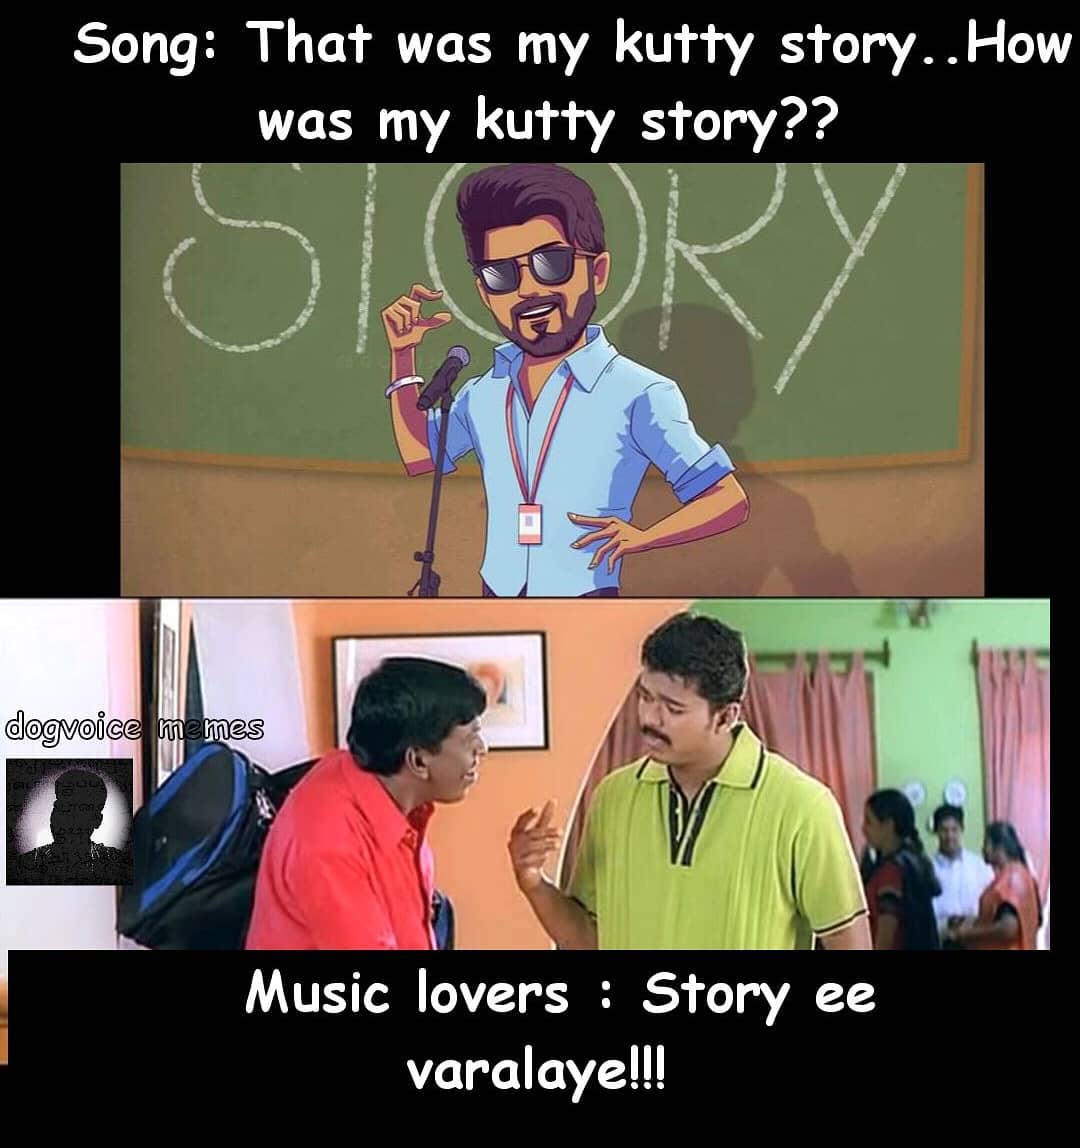 Song: That was my kutty story..How
was my kutty story??
STORY
dogvoice memes
Music lovers : Story ee
varalaye!!!